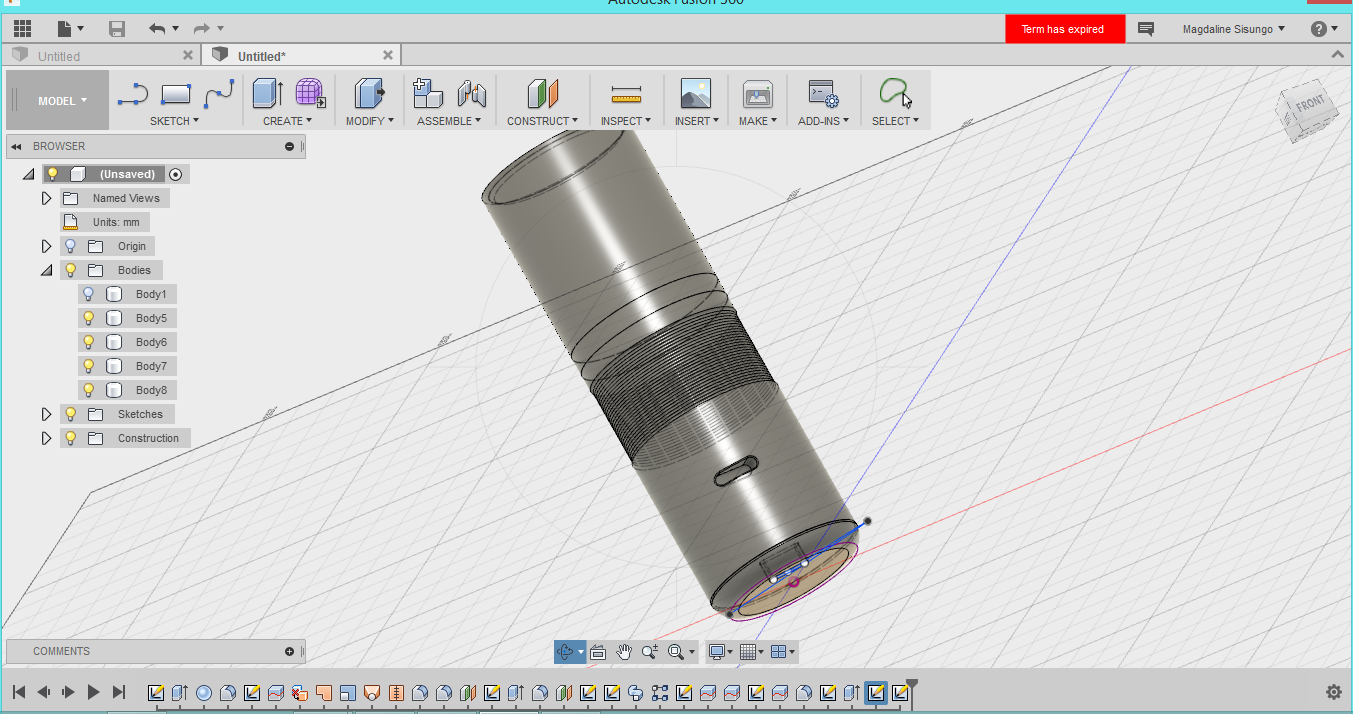 Autodesk Fusion 360
Term has expired
Magdaline Sisungo
?
Untitled
Untitled*
MODEL
SKETCH
CREATE
MODIFY
ASSEMBLE
CONSTRUCT
INSPECT
INSERT
MAKE
ADD-INS
SELECT
FRONT
BROWSER
(Unsaved)
Named Views
Units: mm
Origin
Bodies
Body1
Body5
Body6
Body7
Body8
Sketches
Construction
COMMENTS